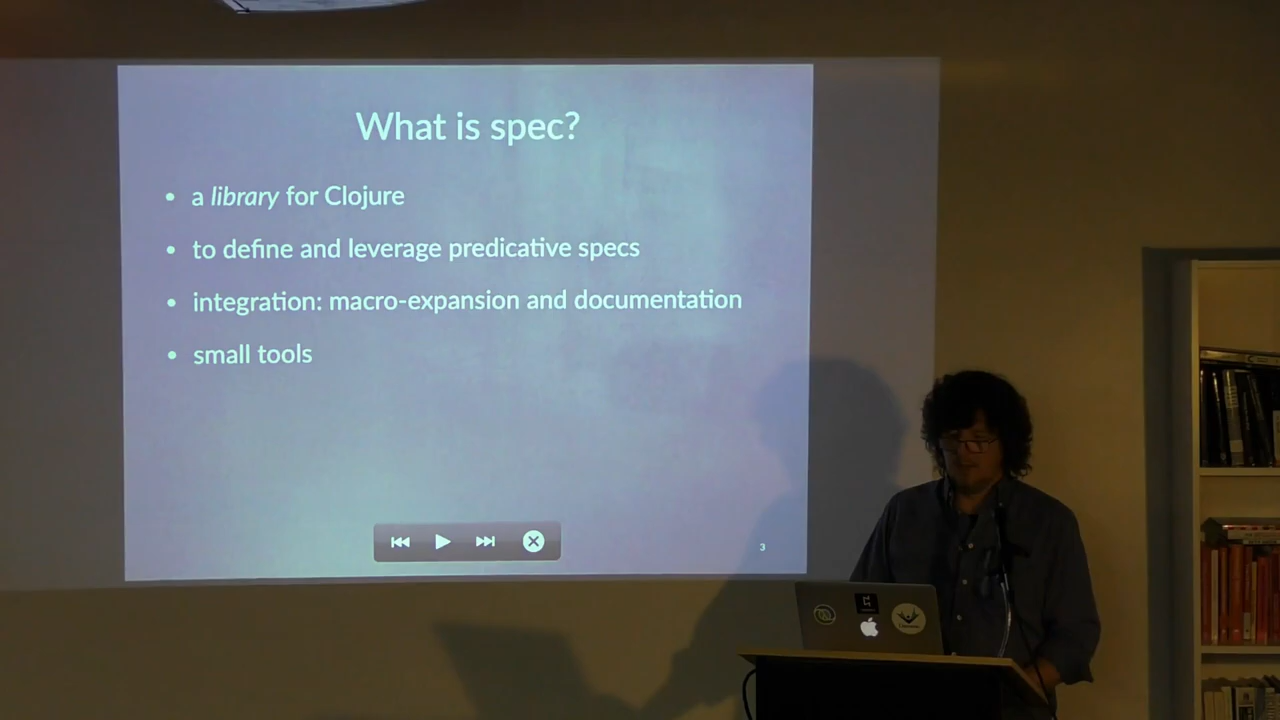 What is spec?
• a library for Clojure
• to define and leverage predicative specs
• integration: macro-expansion and documentation
• small tools
3